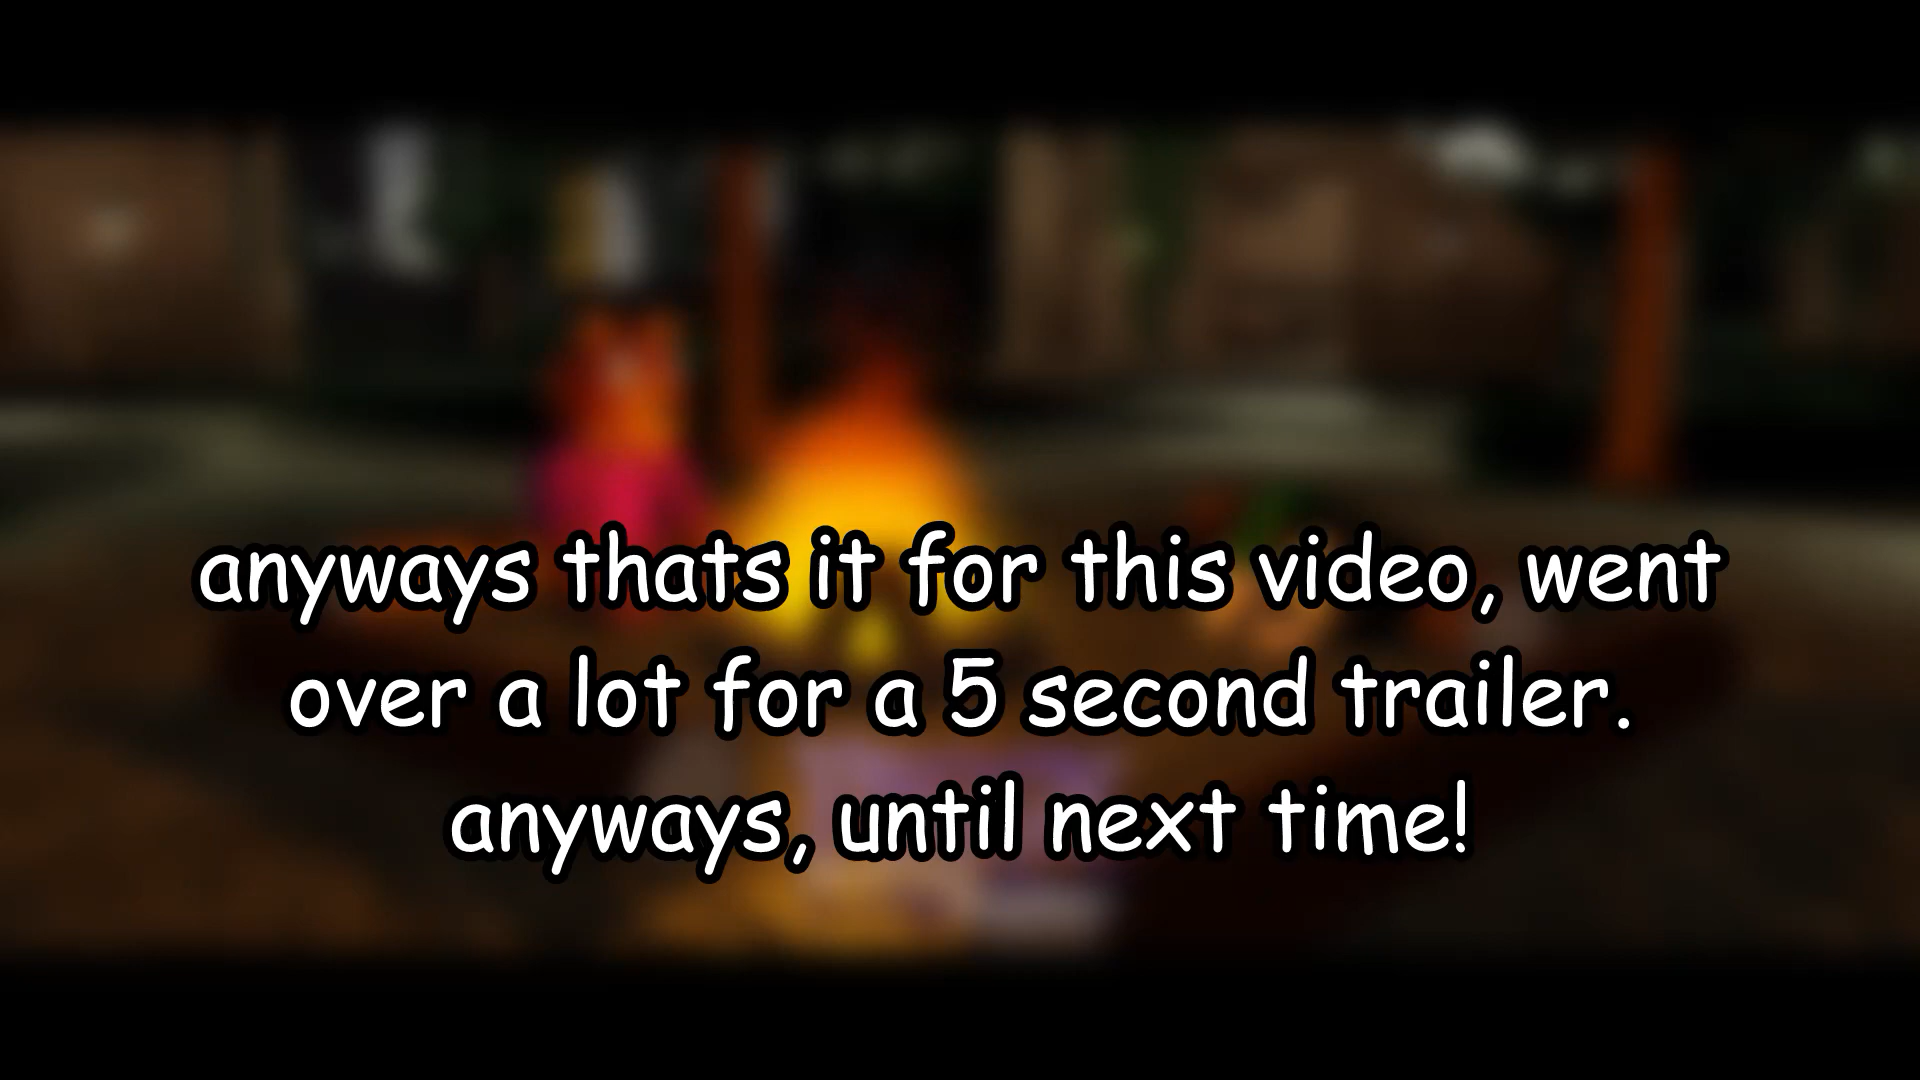 anyways thats it for this video, went
over a lot for a 5 second trailer.
anyways, until next time!